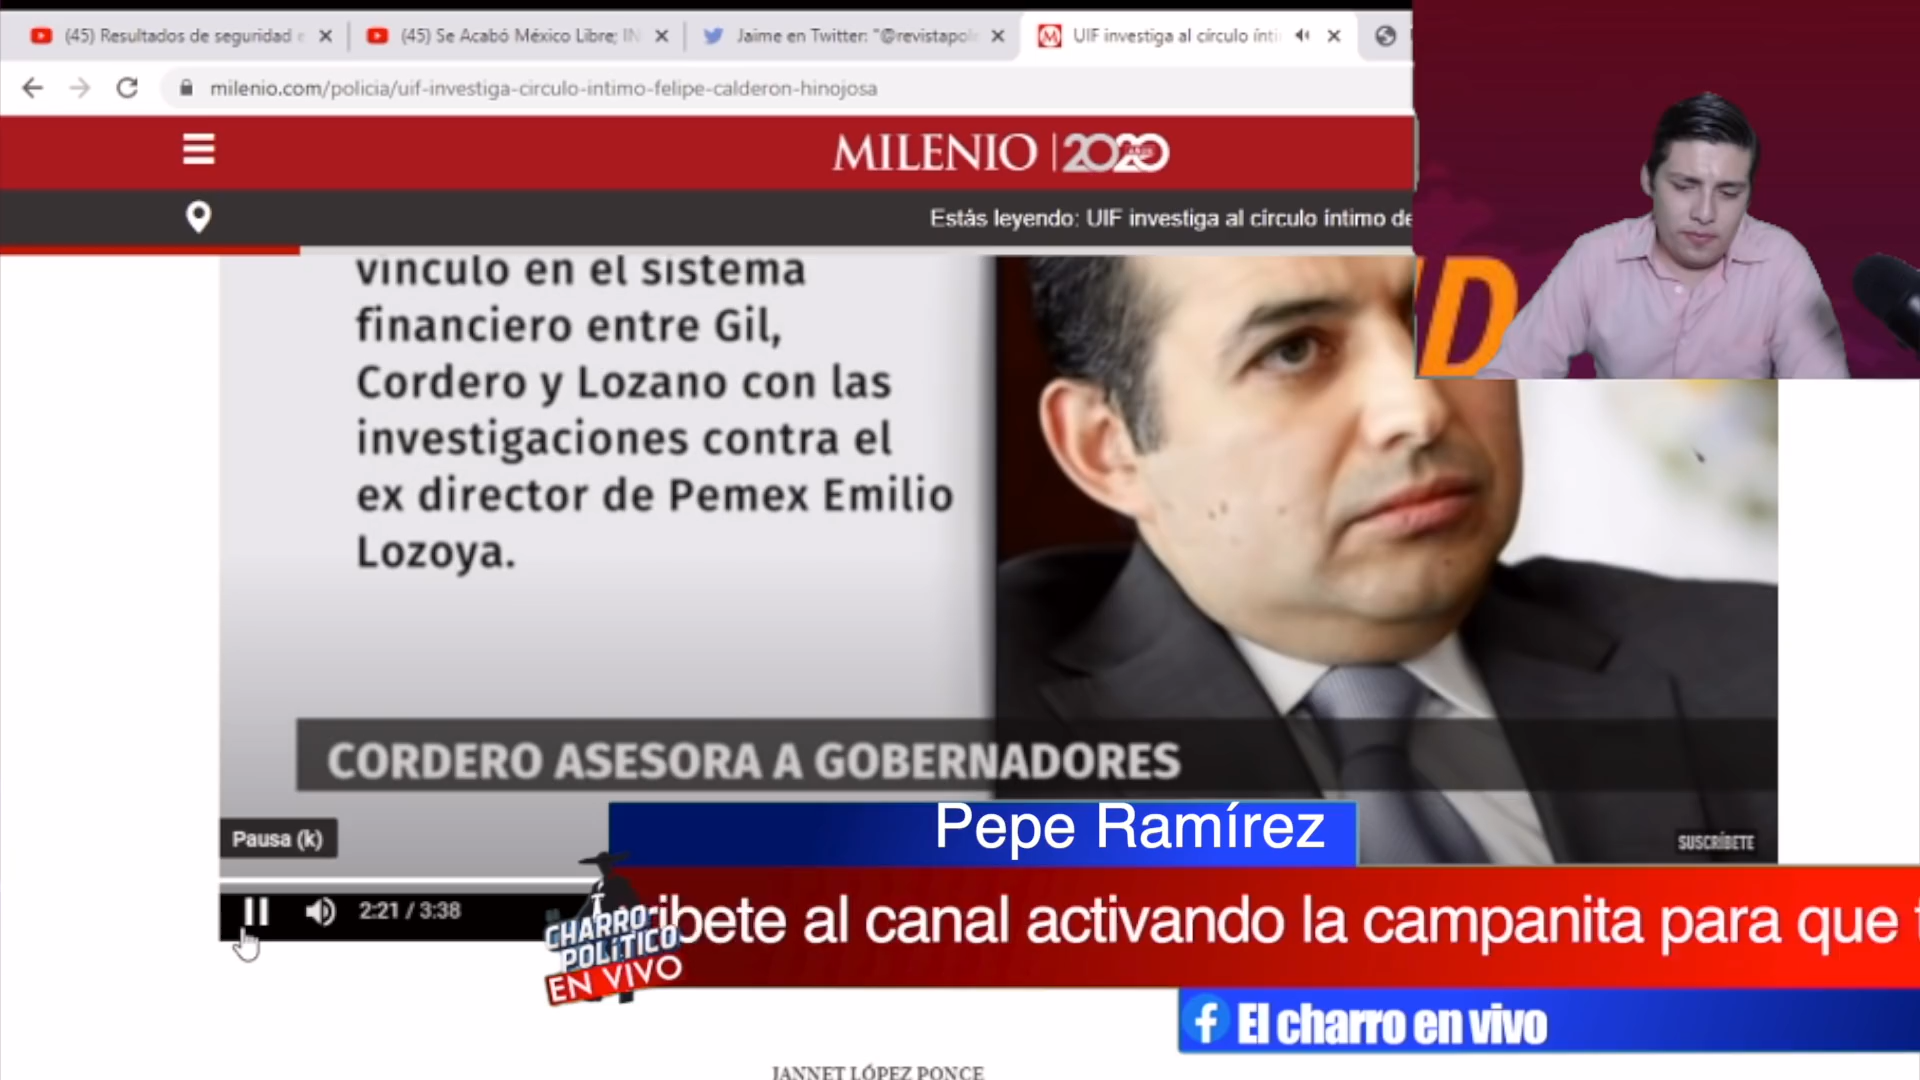 (45) Resultados de seguridad e
(45) Se Acabó México Libre; IN
Jaime en Twitter: "@revistapole
UIF investiga al círculo ínti
milenio.com/policia/uif-investiga-circulo-intimo-felipe-calderon-hinojosa
MILENIO | 2020
Estás leyendo: UIF investiga al círculo íntimo de
vínculo en el sistema
financiero entre Gil,
Cordero y Lozano con las
investigaciones contra el
ex director de Pemex Emilio
Lozoya.
CORDERO ASESORA A GOBERNADORES
Pausa (k)
SUSCRÍBETE
Pepe Ramírez
2:21 / 3:38
CHARRO
POLÍTICO
EN VIVO
ribete al canal activando la campanita para que t
El charro en vivo
JANNET LÓPEZ PONCE